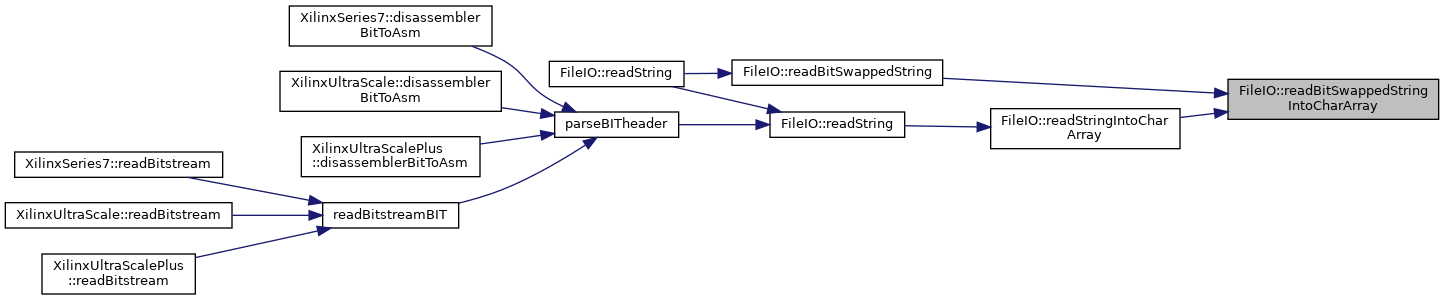 XilinxSeries7::disassembler
BitToAsm
XilinxUltraScale::disassembler
BitToAsm
XilinxUltraScalePlus
::disassemblerBitToAsm
XilinxSeries7::readBitstream
XilinxUltraScale::readBitstream
XilinxUltraScalePlus
::readBitstream
readBitstreamBIT
parseBITheader
FileIO::readString
FileIO::readBitSwappedString
FileIO::readString
FileIO::readStringIntoChar
Array
FileIO::readBitSwappedString
IntoCharArray